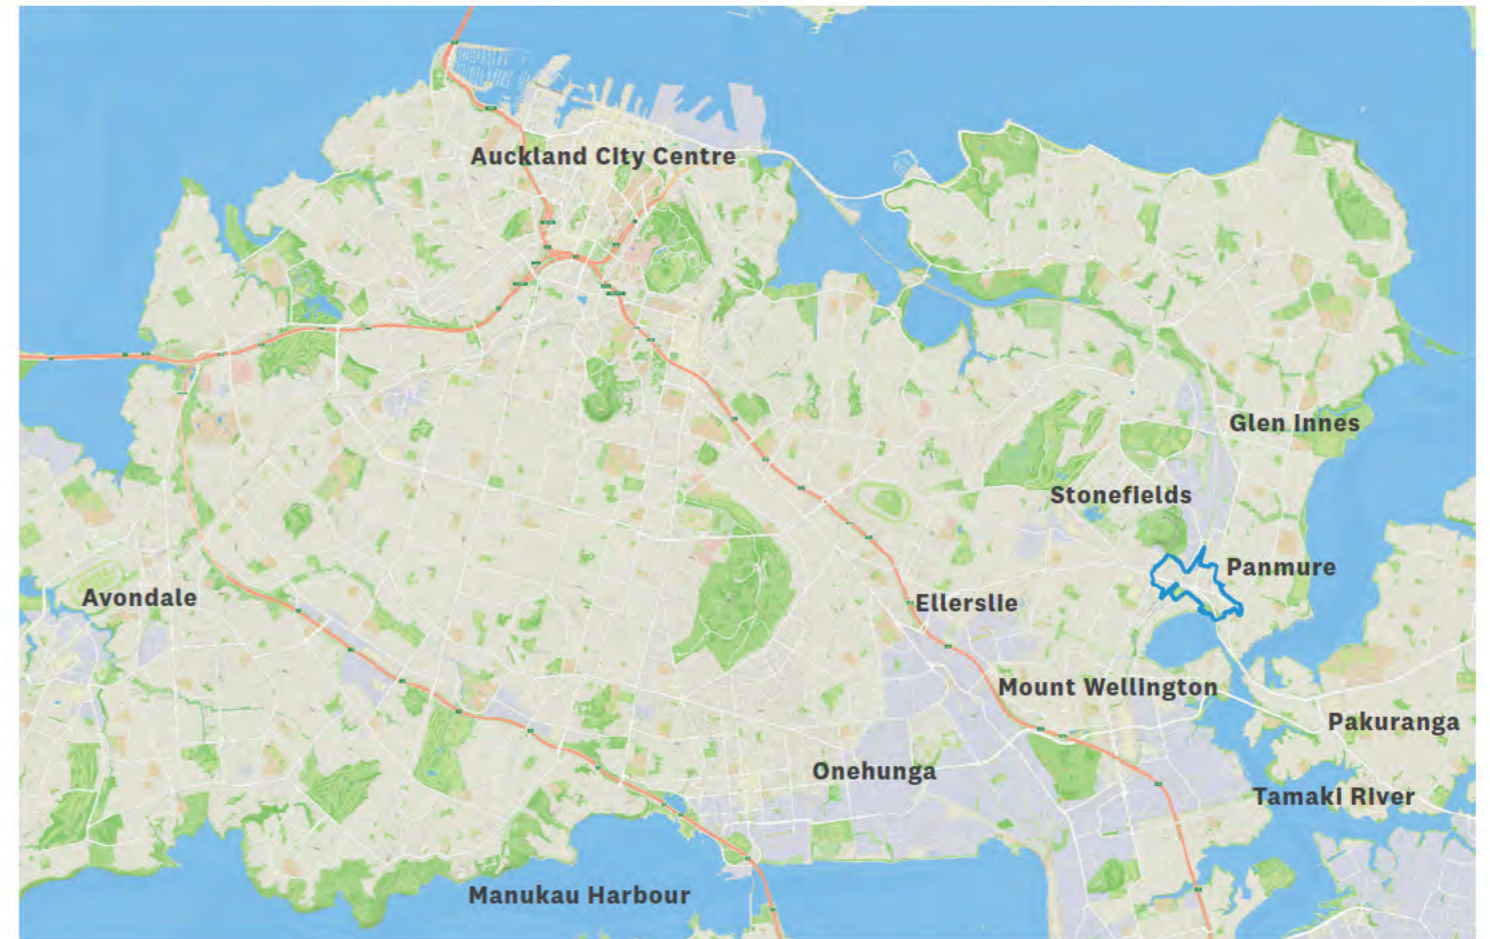 Auckland City Centre
Glen Innes
Stonefields
Panmure
Avondale
Ellerslie
Mount Wellington
Pakuranga
Onehunga
Tamaki River
Manukau Harbour